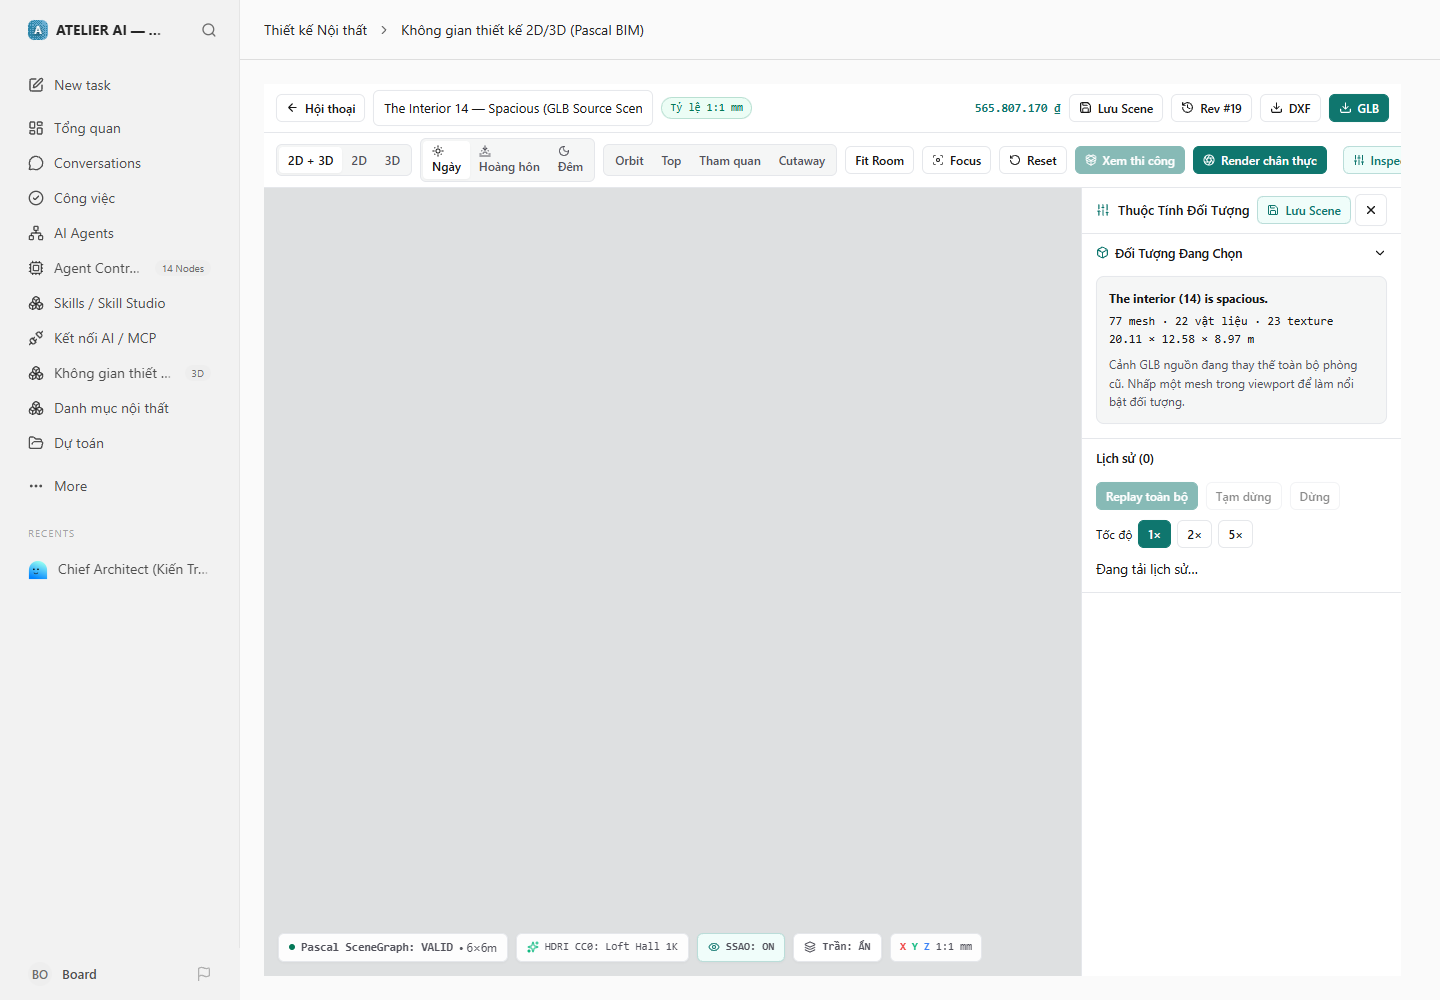 ATELIER AI — ...
New task
Tổng quan
Conversations
Công việc
AI Agents
Agent Contr... 14 Nodes
Skills / Skill Studio
Kết nối AI / MCP
Không gian thiết ... 3D
Danh mục nội thất
Dự toán
More
RECENTS
Chief Architect (Kiến Tr...
BO Board
Thiết kế Nội thất > Không gian thiết kế 2D/3D (Pascal BIM)
Hội thoại
The Interior 14 — Spacious (GLB Source Scen
Tỷ lệ 1:1 mm
565.807.170 ₫
Lưu Scene
Rev #19
DXF
GLB
2D + 3D 2D 3D
Ngày Hoàng hôn Đêm
Orbit Top Tham quan Cutaway
Fit Room
Focus
Reset
Xem thi công
Render chân thực
Inspe
Thuộc Tính Đối Tượng
Lưu Scene
Đối Tượng Đang Chọn
The interior (14) is spacious.
77 mesh · 22 vật liệu · 23 texture
20.11 × 12.58 × 8.97 m
Cảnh GLB nguồn đang thay thế toàn bộ phòng
cũ. Nhấp một mesh trong viewport để làm nổi
bật đối tượng.
Lịch sử (0)
Replay toàn bộ Tạm dừng Dừng
Tốc độ 1× 2× 5×
Đang tải lịch sử...
Pascal SceneGraph: VALID • 6×6m
HDRI CC0: Loft Hall 1K
SSAO: ON
Trần: ẨN
X Y Z 1:1 mm